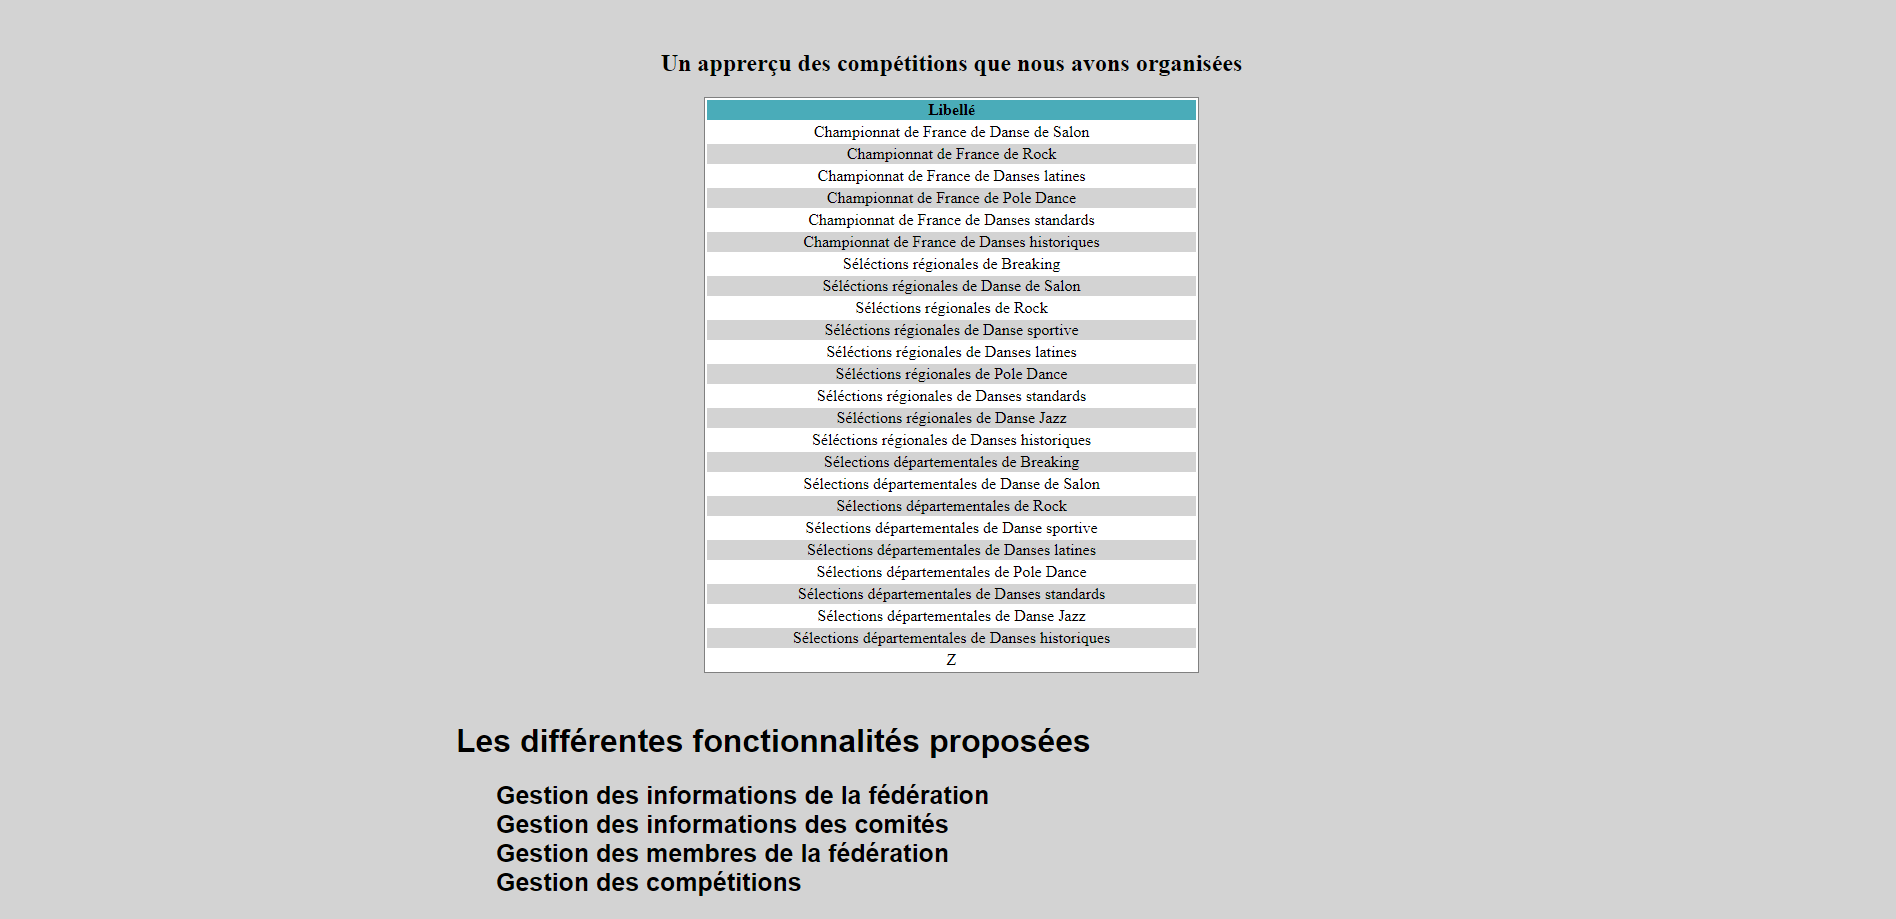 Un apprerçu des compétitions que nous avons organisées
Libellé
Championnat de France de Danse de Salon
Championnat de France de Rock
Championnat de France de Danses latines
Championnat de France de Pole Dance
Championnat de France de Danses standards
Championnat de France de Danses historiques
Séléctions régionales de Breaking
Séléctions régionales de Danse de Salon
Séléctions régionales de Rock
Séléctions régionales de Danse sportive
Séléctions régionales de Danses latines
Séléctions régionales de Pole Dance
Séléctions régionales de Danses standards
Séléctions régionales de Danse Jazz
Séléctions régionales de Danses historiques
Sélections départementales de Breaking
Sélections départementales de Danse de Salon
Sélections départementales de Rock
Sélections départementales de Danse sportive
Sélections départementales de Danses latines
Sélections départementales de Pole Dance
Sélections départementales de Danses standards
Sélections départementales de Danse Jazz
Sélections départementales de Danses historiques
Z
Les différentes fonctionnalités proposées
Gestion des informations de la fédération
Gestion des informations des comités
Gestion des membres de la fédération
Gestion des compétitions